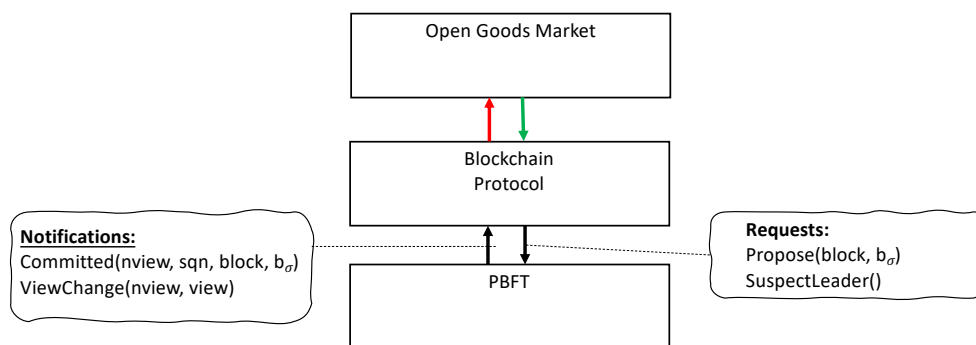 Open Goods Market
Blockchain
Protocol
Notifications:
Committed(nview, sqn, block, bσ)
ViewChange(nview, view)
Requests:
Propose(block, bσ)
SuspectLeader()
PBFT